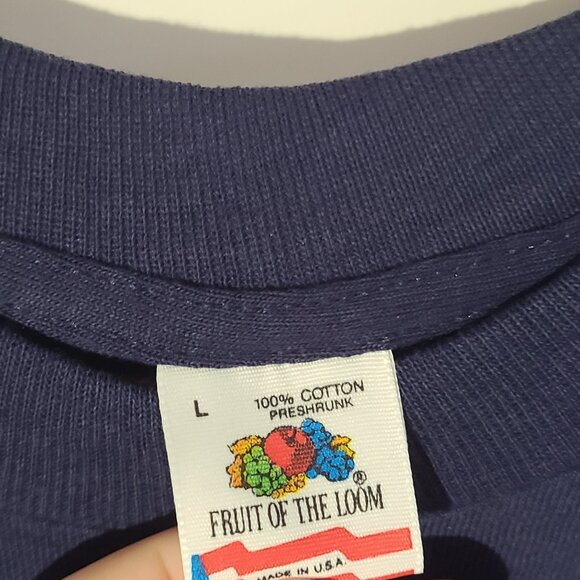 L
100% COTTON
PRESHRUNK
®
FRUIT OF THE LOOM
MADE IN U.S.A.